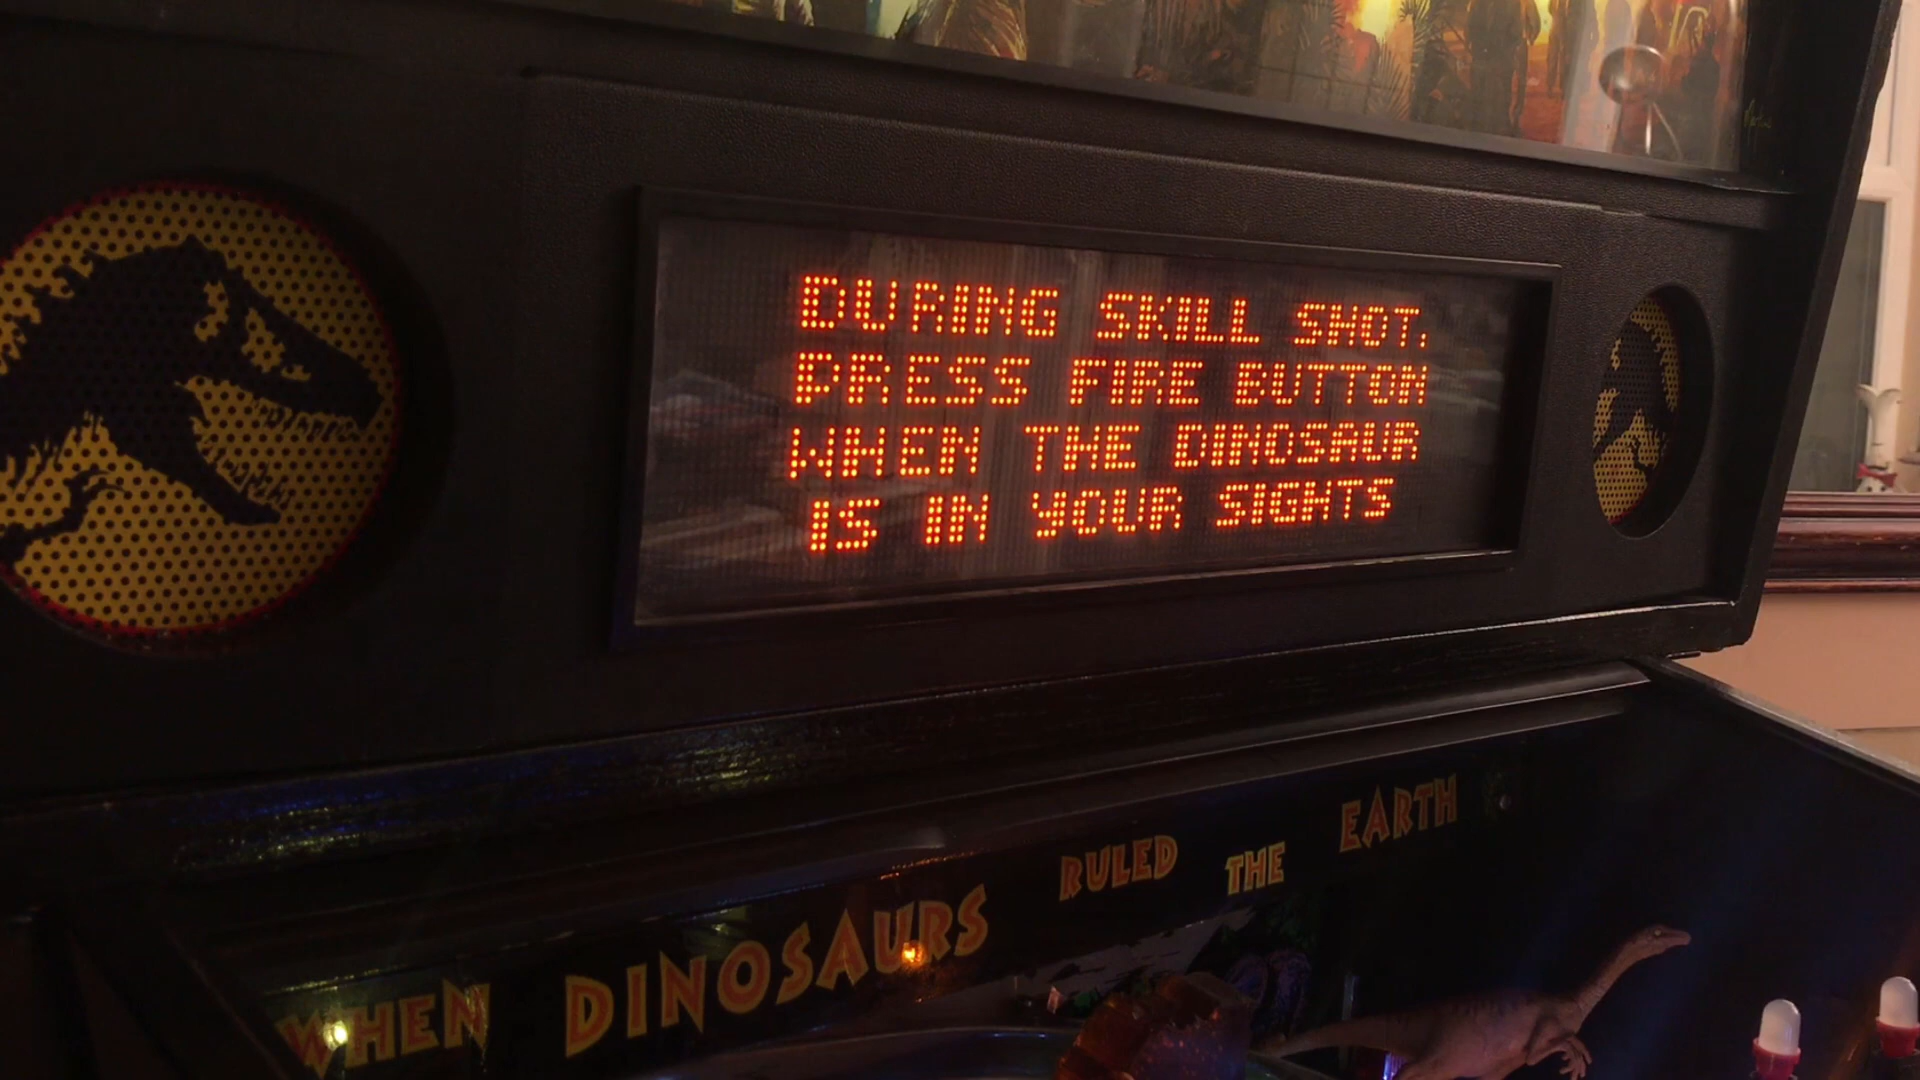 DURING SKILL SHOT,
PRESS FIRE BUTTON
WHEN THE DINOSAUR
IS IN YOUR SIGHTS
WHEN DINOSAURS RULED THE EARTH